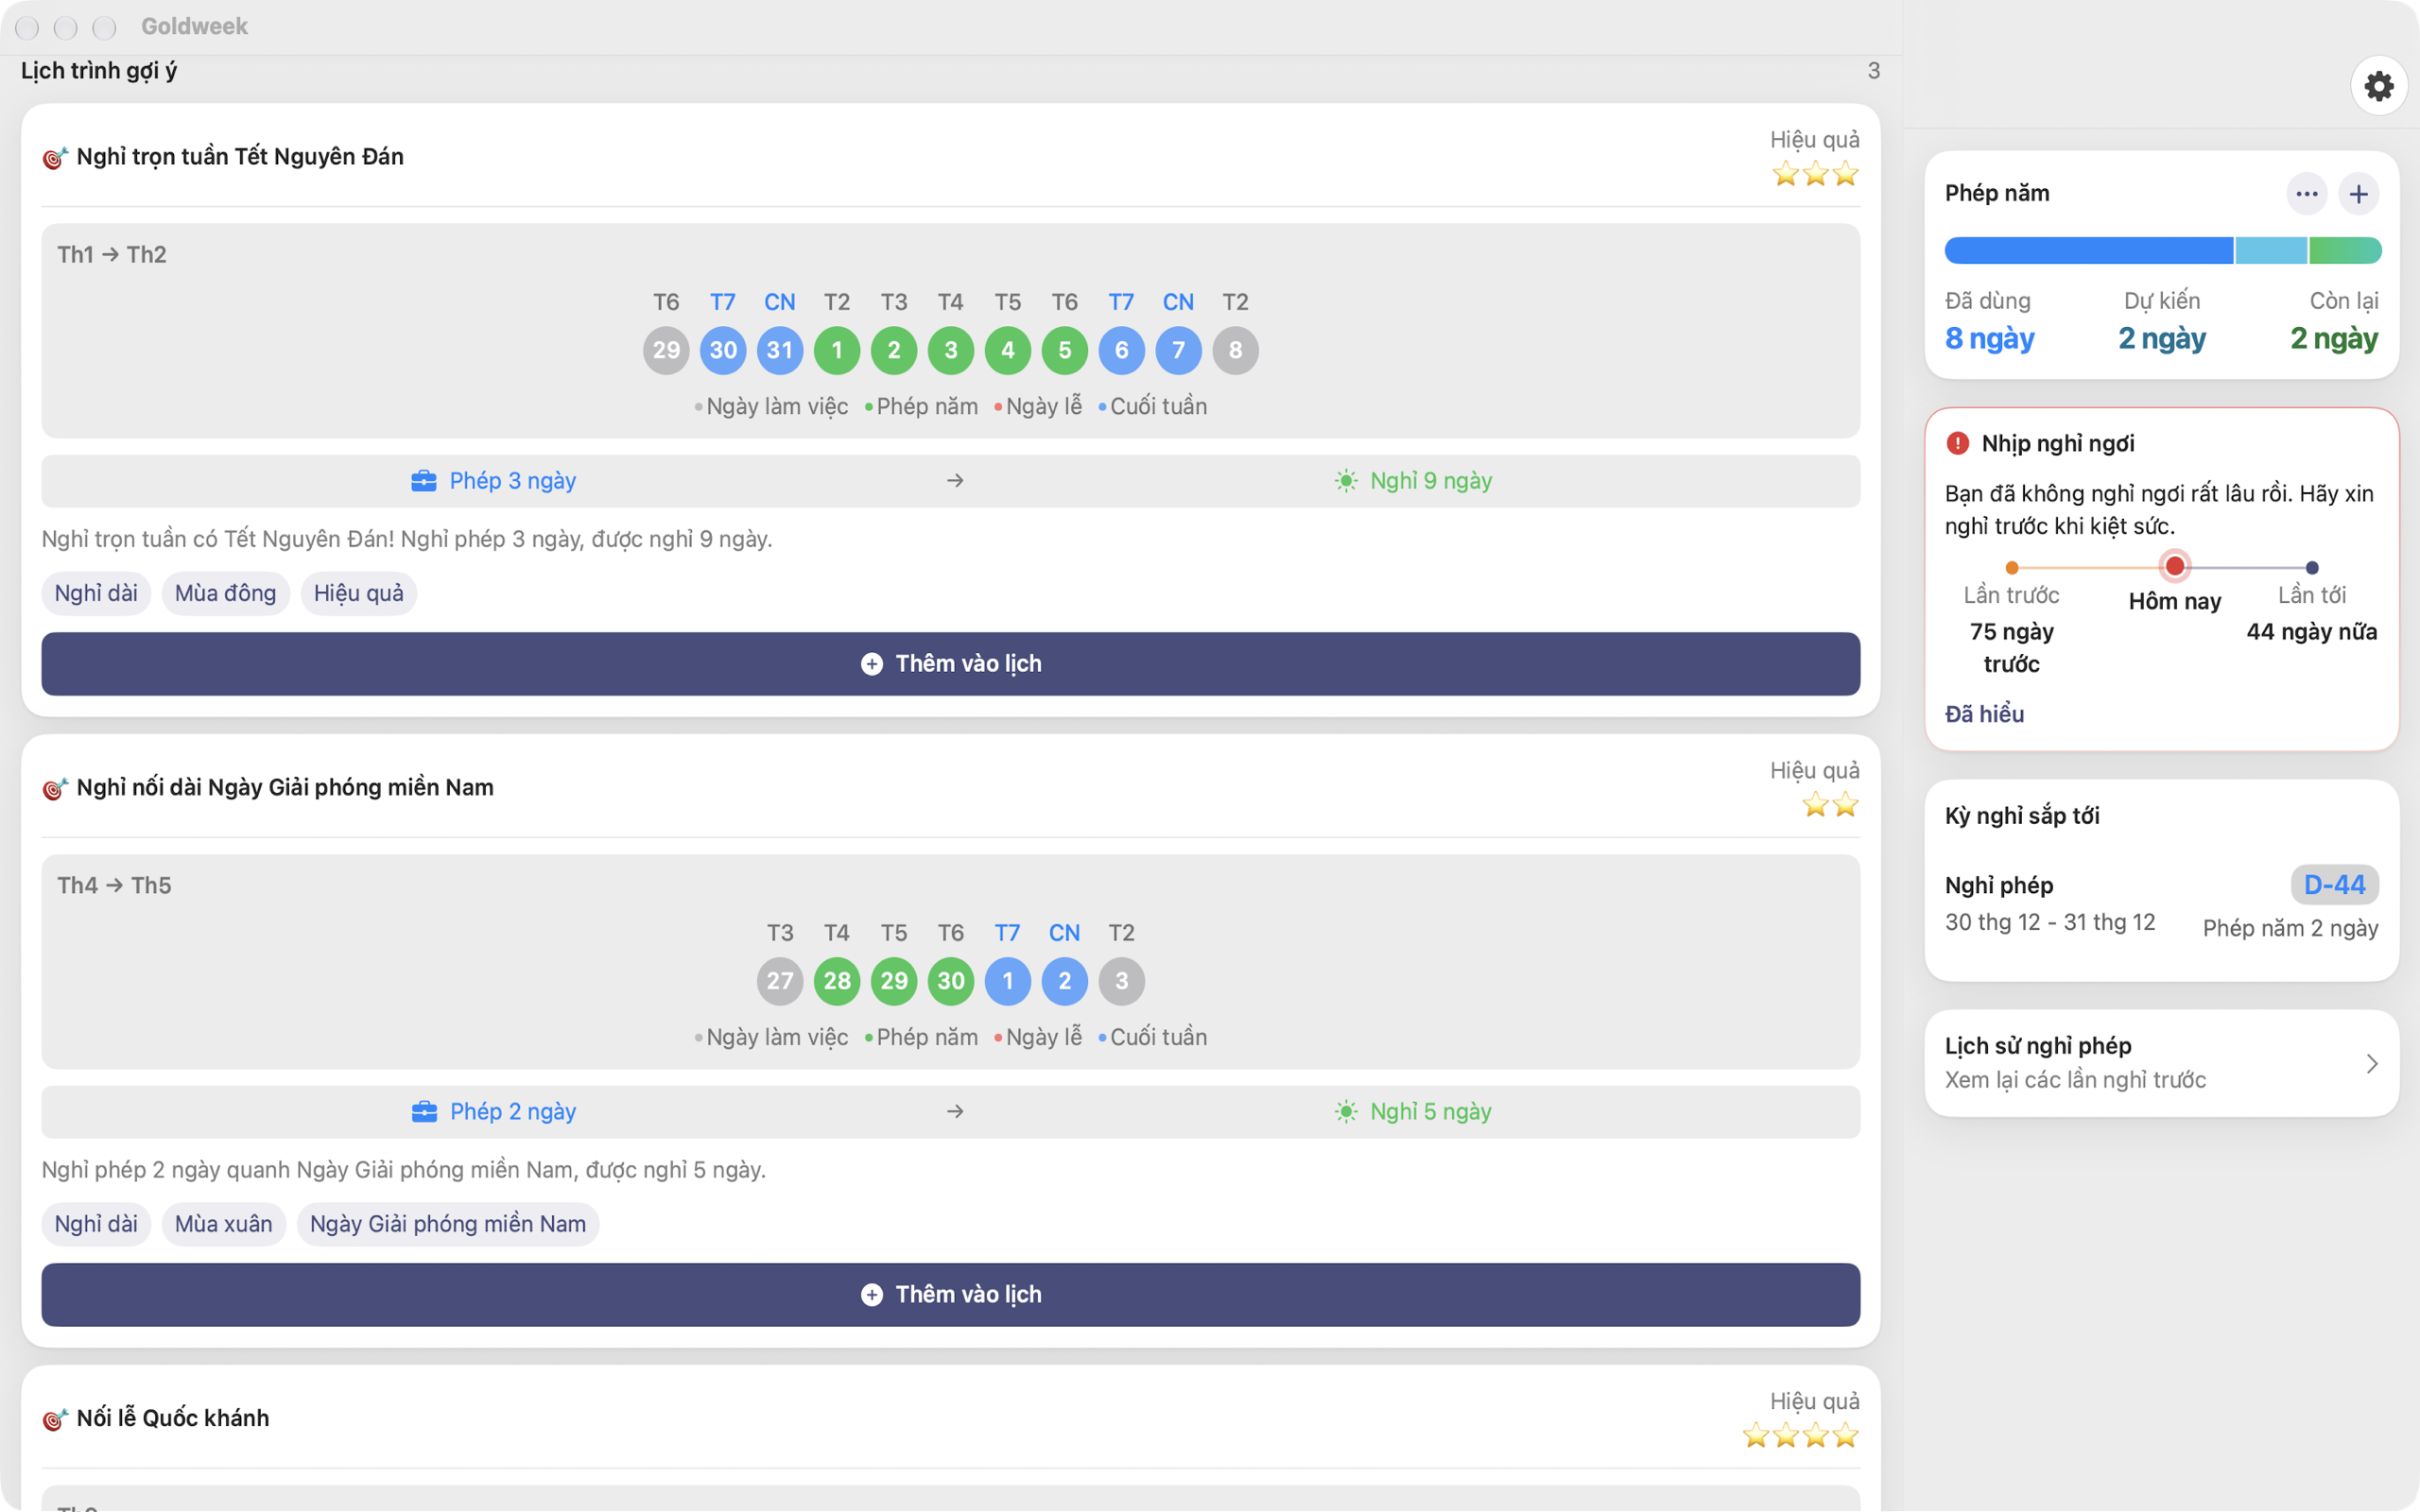 Goldweek
Lịch trình gợi ý
3
Nghỉ trọn tuần Tết Nguyên Đán
Hiệu quả
Th1 → Th2
T6 T7 CN T2 T3 T4 T5 T6 T7 CN T2
29 30 31 1 2 3 4 5 6 7 8
Ngày làm việc Phép năm Ngày lễ Cuối tuần
Phép 3 ngày → Nghỉ 9 ngày
Nghỉ trọn tuần có Tết Nguyên Đán! Nghỉ phép 3 ngày, được nghỉ 9 ngày.
Nghỉ dài Mùa đông Hiệu quả
Thêm vào lịch
Nghỉ nối dài Ngày Giải phóng miền Nam
Hiệu quả
Th4 → Th5
T3 T4 T5 T6 T7 CN T2
27 28 29 30 1 2 3
Ngày làm việc Phép năm Ngày lễ Cuối tuần
Phép 2 ngày → Nghỉ 5 ngày
Nghỉ phép 2 ngày quanh Ngày Giải phóng miền Nam, được nghỉ 5 ngày.
Nghỉ dài Mùa xuân Ngày Giải phóng miền Nam
Thêm vào lịch
Nối lễ Quốc khánh
Hiệu quả
Phép năm
Đã dùng Dự kiến Còn lại
8 ngày 2 ngày 2 ngày
Nhịp nghỉ ngơi
Bạn đã không nghỉ ngơi rất lâu rồi. Hãy xin
nghỉ trước khi kiệt sức.
Lần trước Hôm nay Lần tới
75 ngày 44 ngày nữa
trước
Đã hiểu
Kỳ nghỉ sắp tới
Nghỉ phép D-44
30 thg 12 - 31 thg 12 Phép năm 2 ngày
Lịch sử nghỉ phép
Xem lại các lần nghỉ trước